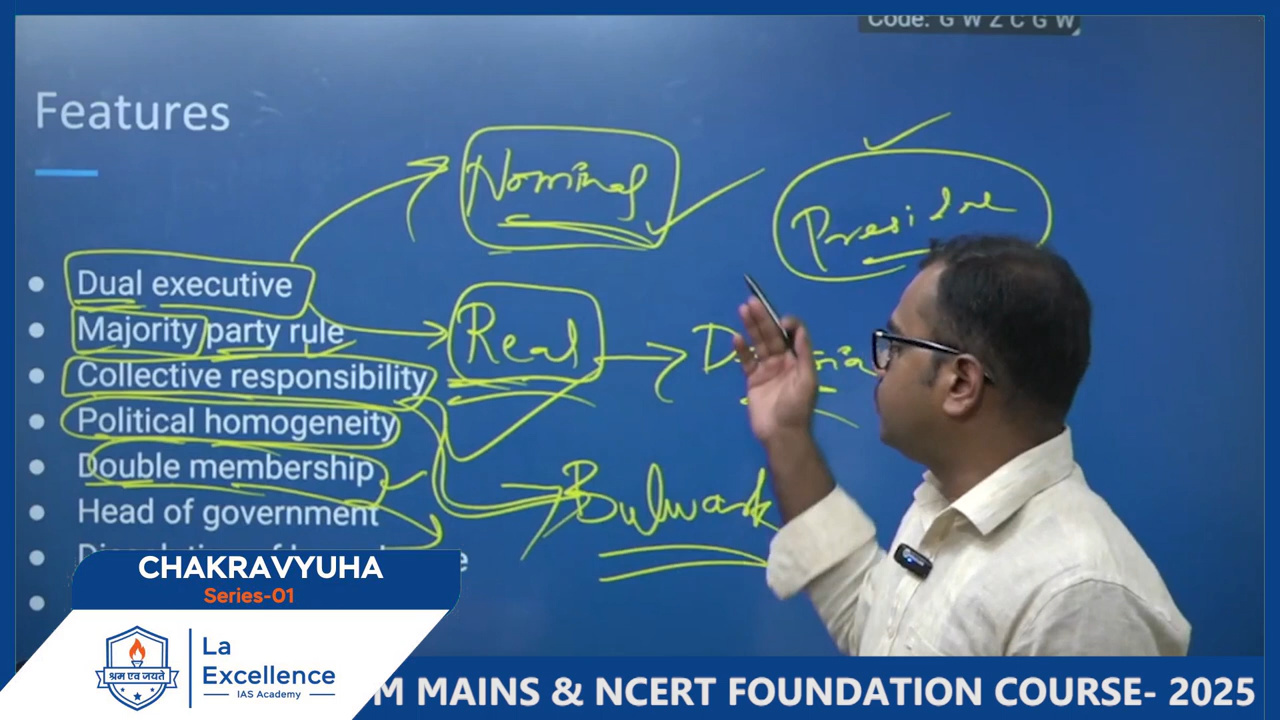 Code: G W Z C G W
Features
Nominal
Preside
• Dual executive
• Majority party rule
Real
• Collective responsibility
• Political homogeneity
• Double membership
Bulwark
• Head of government
CHAKRAVYUHA
Series-01
श्रम एव जयते
La
Excellence
IAS Academy
M MAINS & NCERT FOUNDATION COURSE- 2025